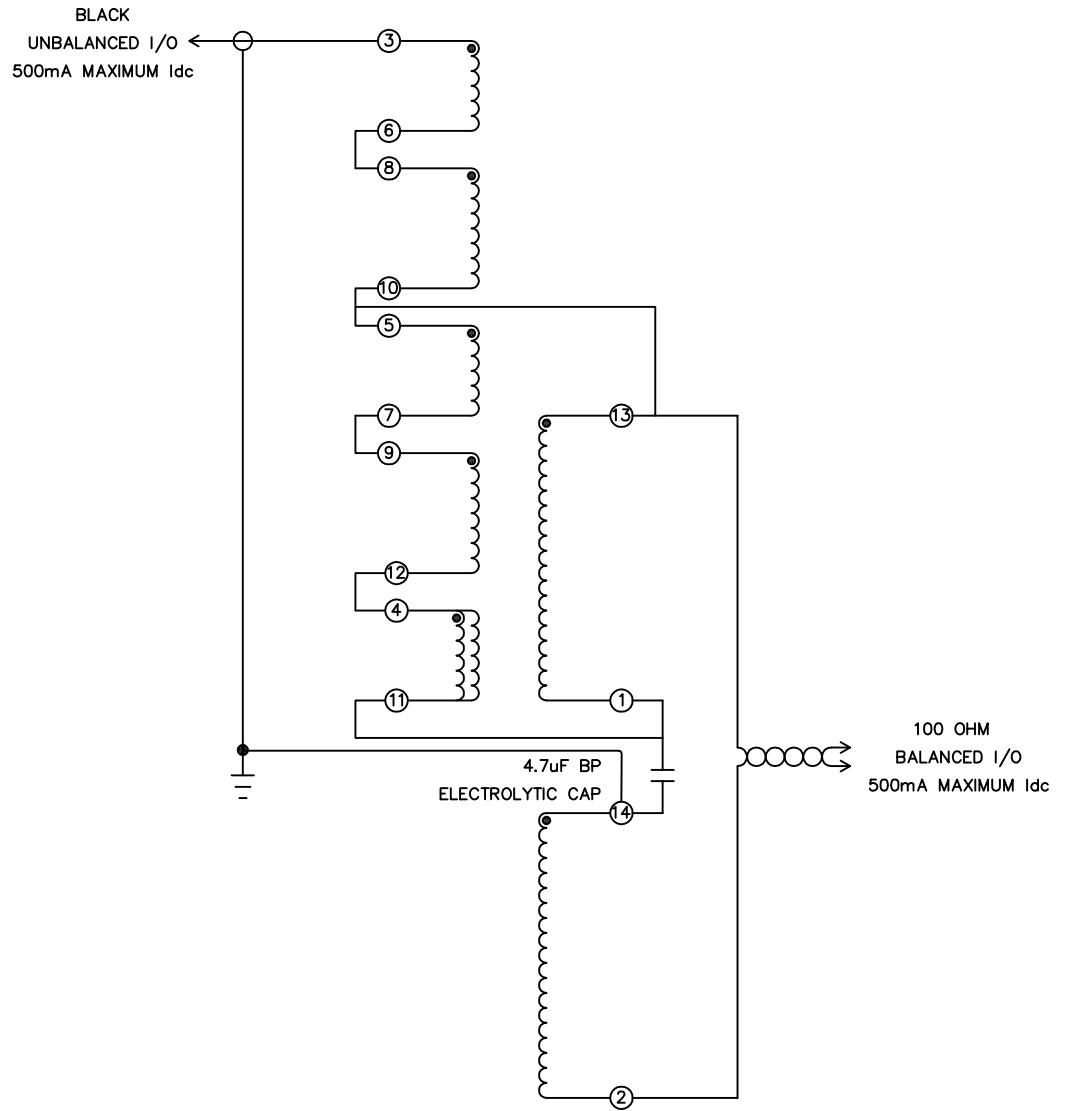 BLACK
UNBALANCED I/O
500mA MAXIMUM Idc
3
6
8
10
5
7
13
9
12
4
11
1
100 OHM
BALANCED I/O
500mA MAXIMUM Idc
4.7uF BP
ELECTROLYTIC CAP
14
2